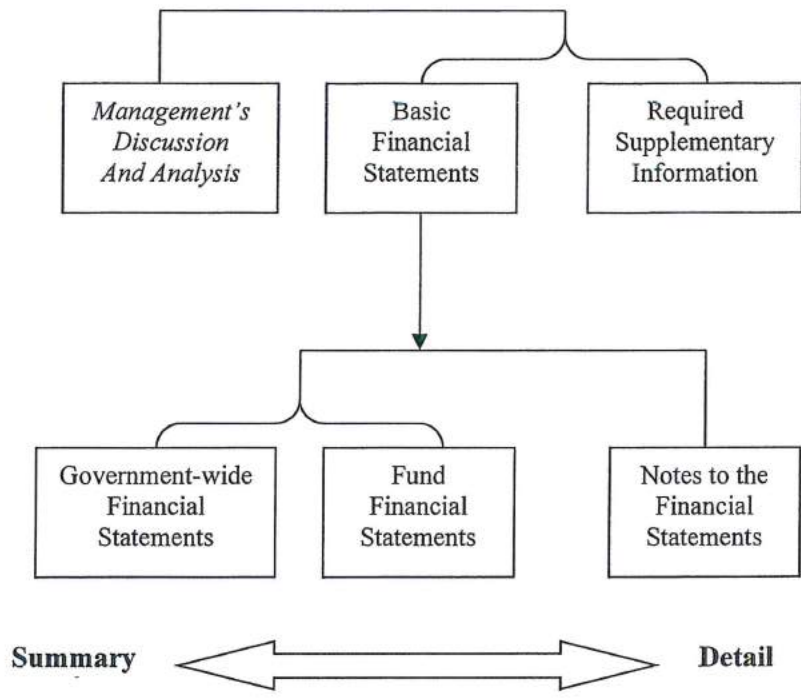 Management's
Discussion
And Analysis
Basic
Financial
Statements
Required
Supplementary
Information
Government-wide
Financial
Statements
Fund
Financial
Statements
Notes to the
Financial
Statements
Summary
Detail